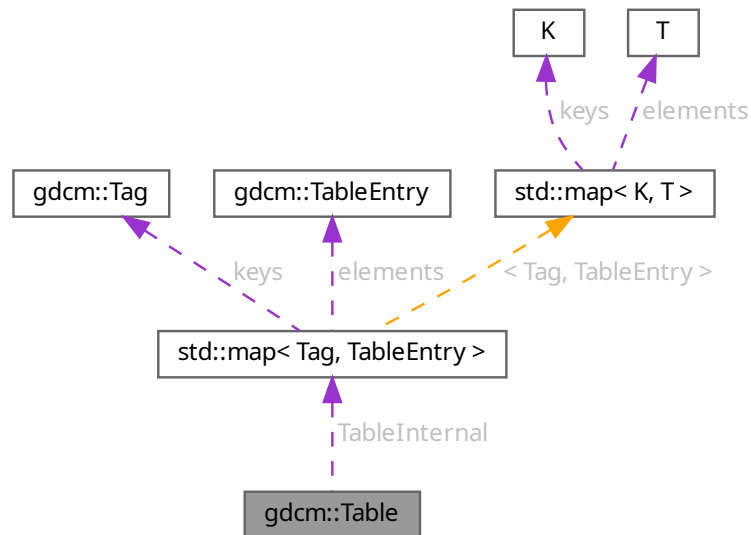 K
T
keys
elements
gdcm::Tag
gdcm::TableEntry
std::map< K, T >
keys
elements
< Tag, TableEntry >
std::map< Tag, TableEntry >
TableInternal
gdcm::Table